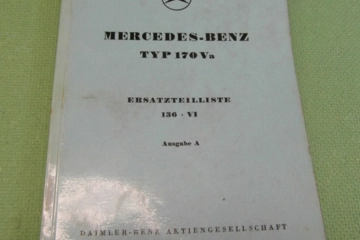 MERCEDES-BENZ
TYP 170 Va
ERSATZTEILLISTE
136 - VI
Ausgabe A
DAIMLER-BENZ AKTIENGESELLSCHAFT